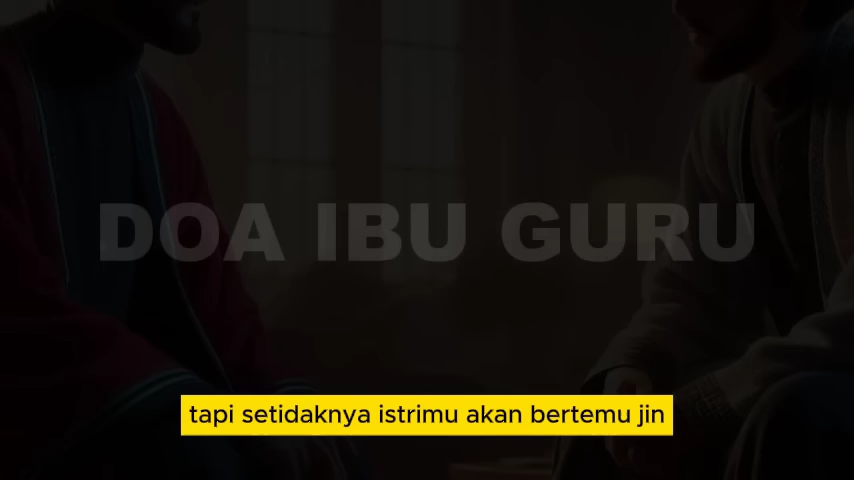 DOA IBU GURU
tapi setidaknya istrimu akan bertemu jin